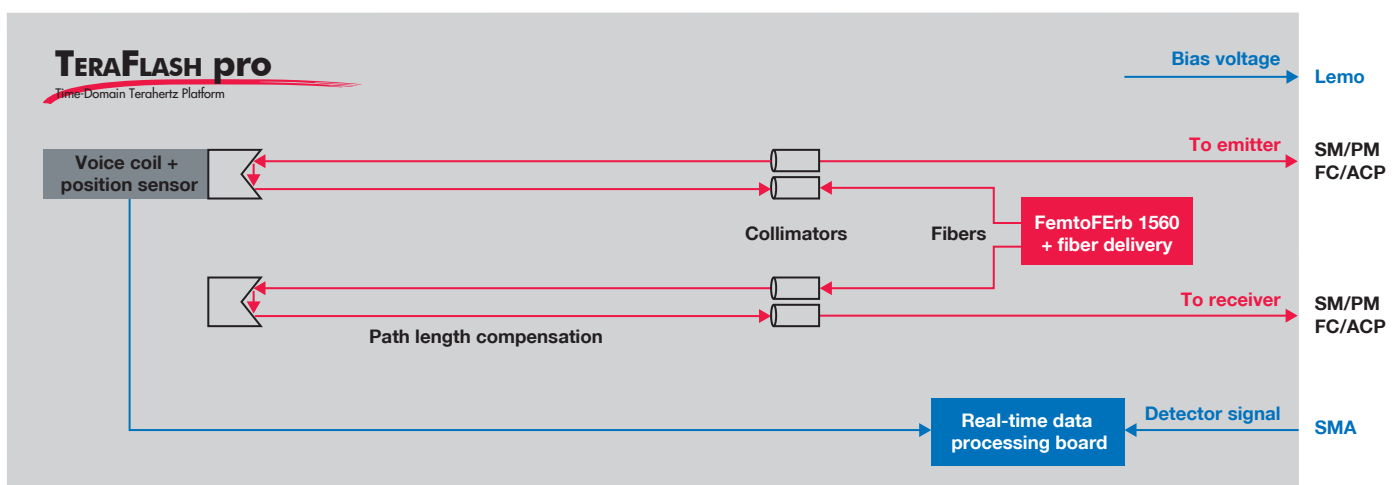 TERAFLASH pro
Time-Domain Terahertz Platform
Bias voltage
Lemo
Voice coil +
position sensor
To emitter
SM/PM
FC/ACP
Collimators
Fibers
FemtoFErb 1560
+ fiber delivery
Path length compensation
To receiver
SM/PM
FC/ACP
Real-time data
processing board
Detector signal
SMA